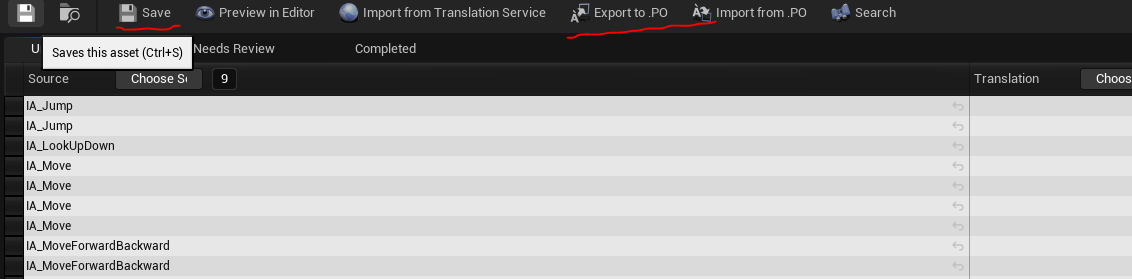 Save Preview in Editor Import from Translation Service Export to .PO Import from .PO Search
U Needs Review Completed
Saves this asset (Ctrl+S)
Source Choose 9 Translation
IA_Jump
IA_Jump
IA_LookUpDown
IA_Move
IA_Move
IA_Move
IA_Move
IA_MoveForwardBackward
IA_MoveForwardBackward